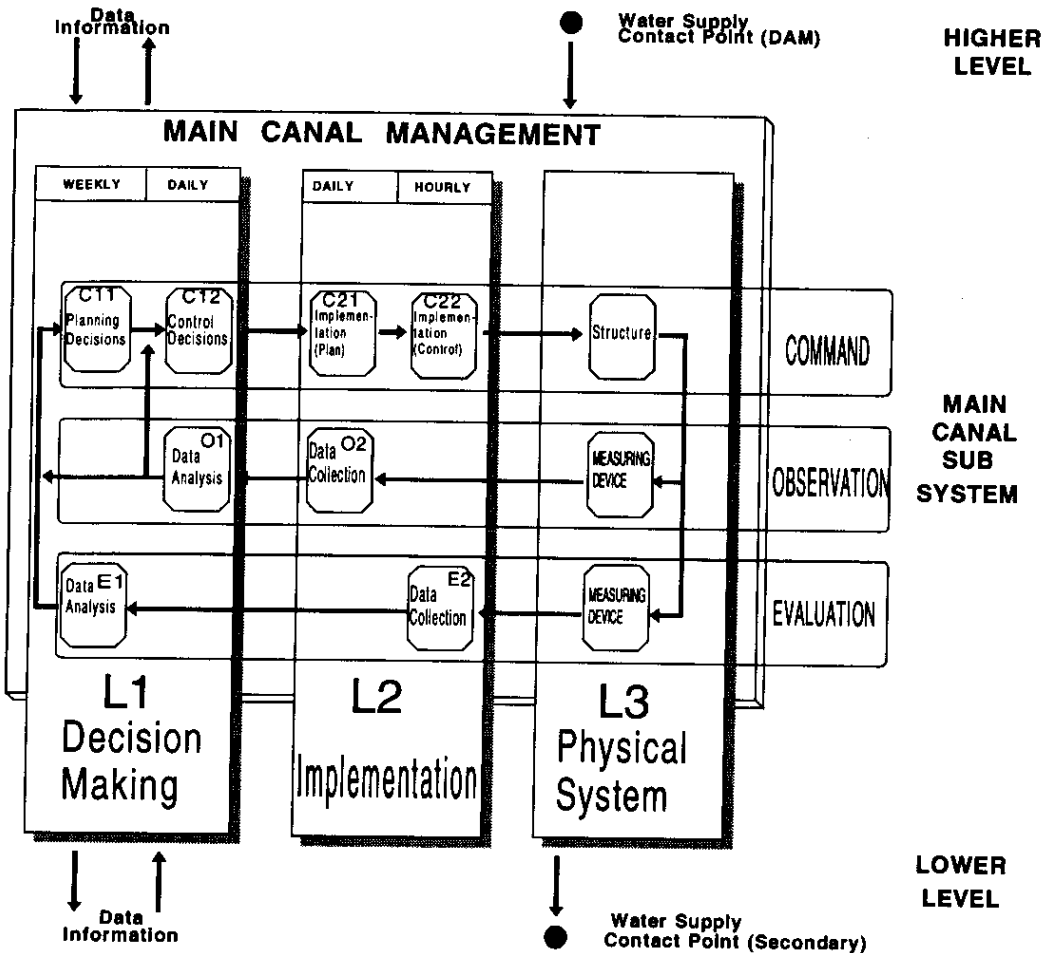 Data
Information
Water Supply
Contact Point (DAM)
HIGHER
LEVEL
MAIN CANAL MANAGEMENT
WEEKLY
DAILY
DAILY
HOURLY
C11
Planning
Decisions
C12
Control
Decisions
C21
Implemen-
tation
(Plan)
C22
Implemen-
tation
(Control)
Structure
COMMAND
O1
Data
Analysis
O2
Data
Collection
MEASURING
DEVICE
OBSERVATION
MAIN
CANAL
SUB
SYSTEM
Data E1
Analysis
E2
Data
Collection
MEASURING
DEVICE
EVALUATION
L1
Decision
Making
L2
Implementation
L3
Physical
System
LOWER
LEVEL
Data
Information
Water Supply
Contact Point (Secondary)